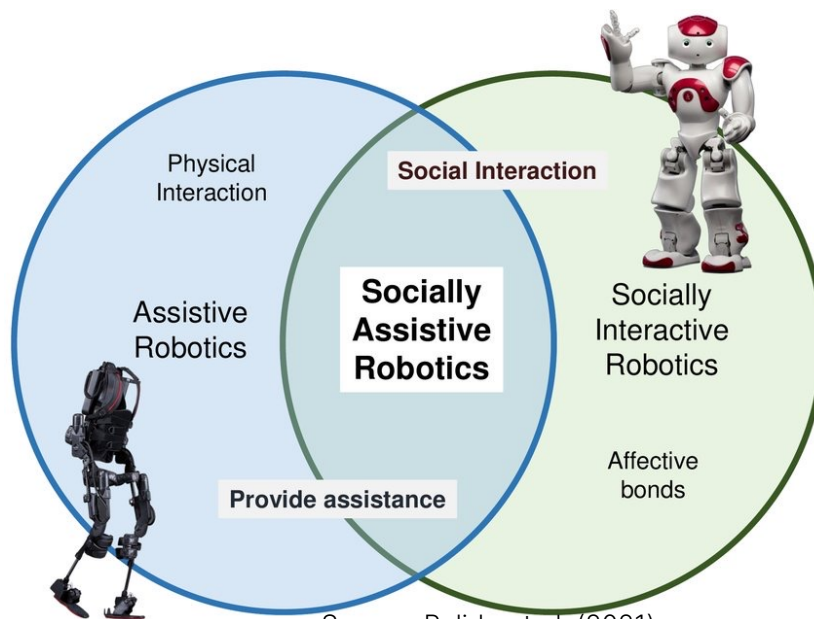 Physical
Interaction
Social Interaction
Assistive
Robotics
Socially
Assistive
Robotics
Socially
Interactive
Robotics
Affective
bonds
Provide assistance